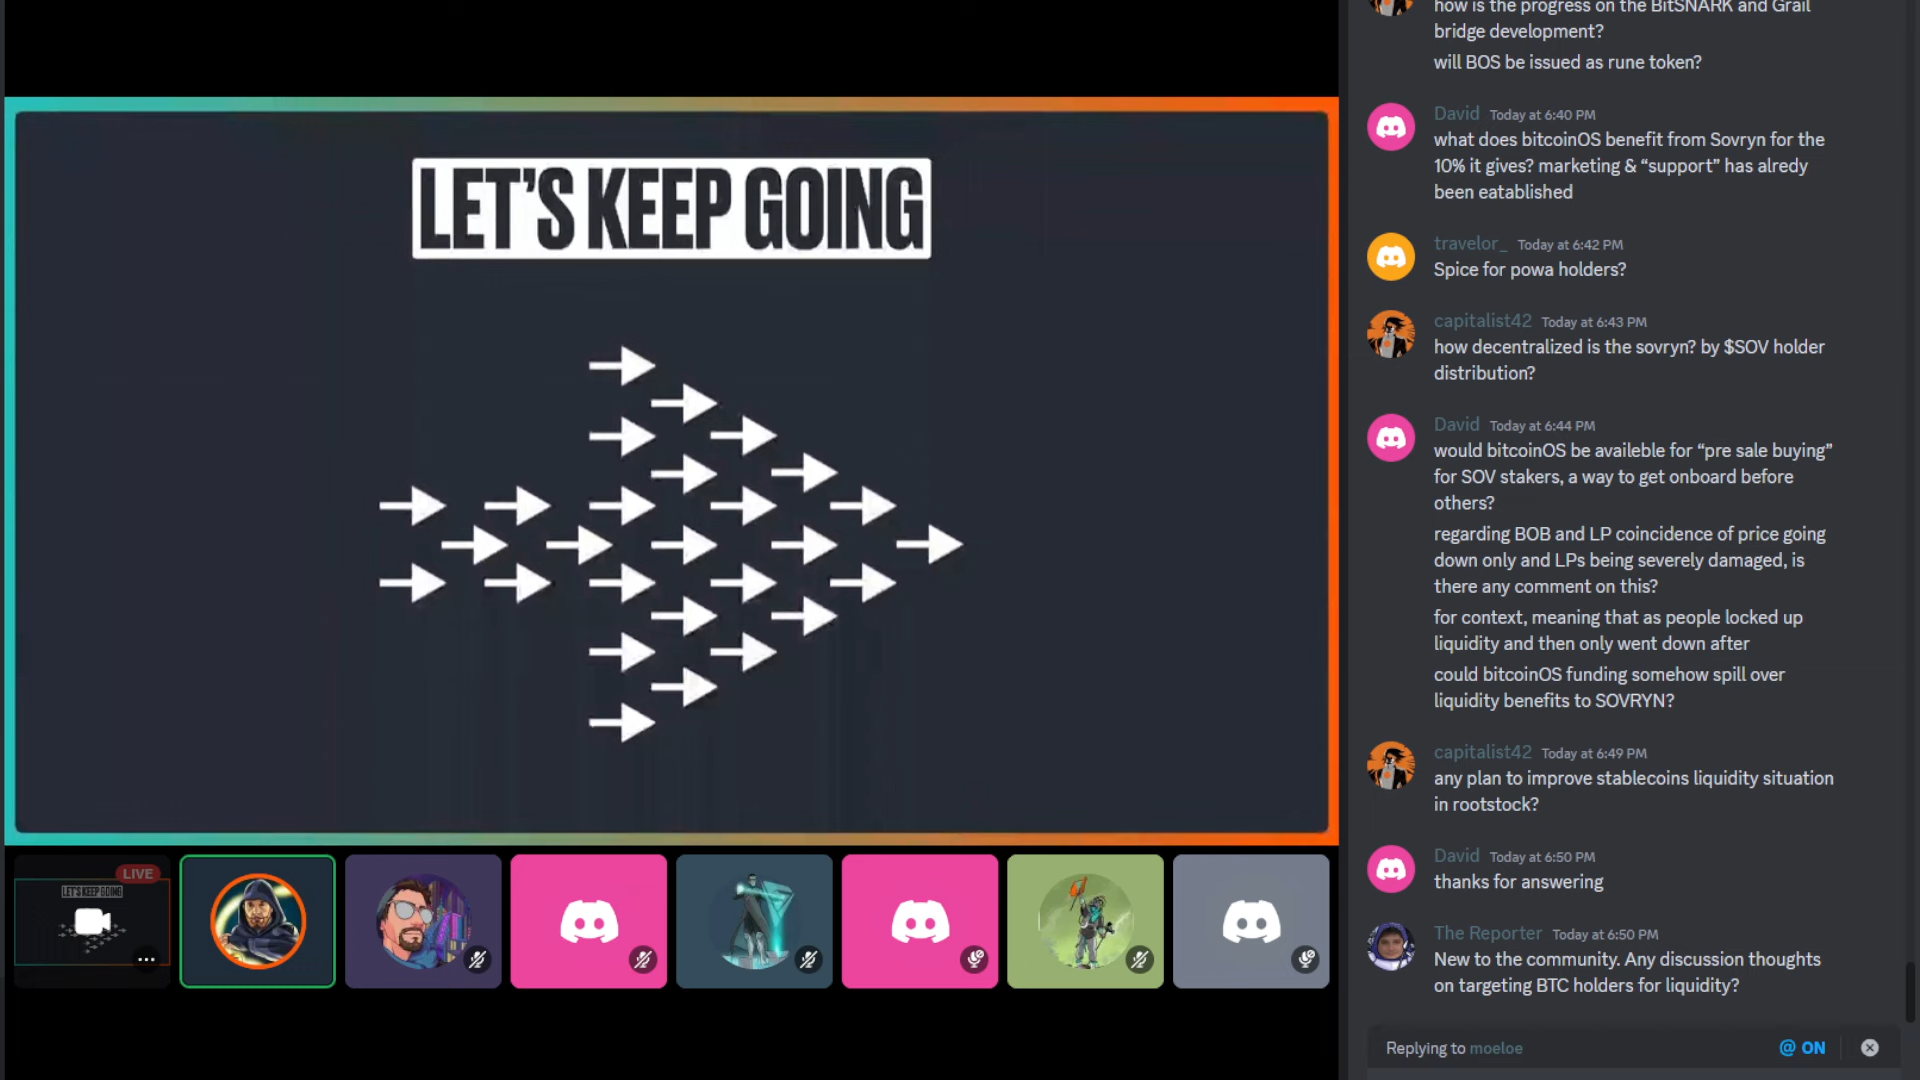 LET'S KEEP GOING
LIVE
LET'S KEEP GOING
how is the progress on the BitSNARK and Grail
bridge development?
will BOS be issued as rune token?
David Today at 6:40 PM
what does bitcoinOS benefit from Sovryn for the
10% it gives? marketing & “support” has alredy
been eatablished
travelor_ Today at 6:42 PM
Spice for powa holders?
capitalist42 Today at 6:43 PM
how decentralized is the sovryn? by $SOV holder
distribution?
David Today at 6:44 PM
would bitcoinOS be availeble for “pre sale buying”
for SOV stakers, a way to get onboard before
others?
regarding BOB and LP coincidence of price going
down only and LPs being severely damaged, is
there any comment on this?
for context, meaning that as people locked up
liquidity and then only went down after
could bitcoinOS funding somehow spill over
liquidity benefits to SOVRYN?
capitalist42 Today at 6:49 PM
any plan to improve stablecoins liquidity situation
in rootstock?
David Today at 6:50 PM
thanks for answering
The Reporter Today at 6:50 PM
New to the community. Any discussion thoughts
on targeting BTC holders for liquidity?
Replying to moeloe @ ON